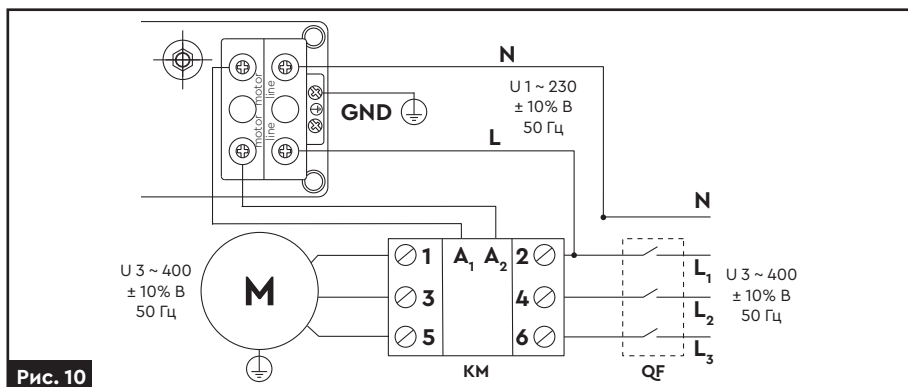 motor motor
line line
GND
N
U 1 ~ 230
± 10% В
50 Гц
L
N
U 3 ~ 400
± 10% В
50 Гц
M
1
3
5
A₁ A₂
2
4
6
L₁
L₂
L₃
U 3 ~ 400
± 10% В
50 Гц
КМ
QF
Рис. 10